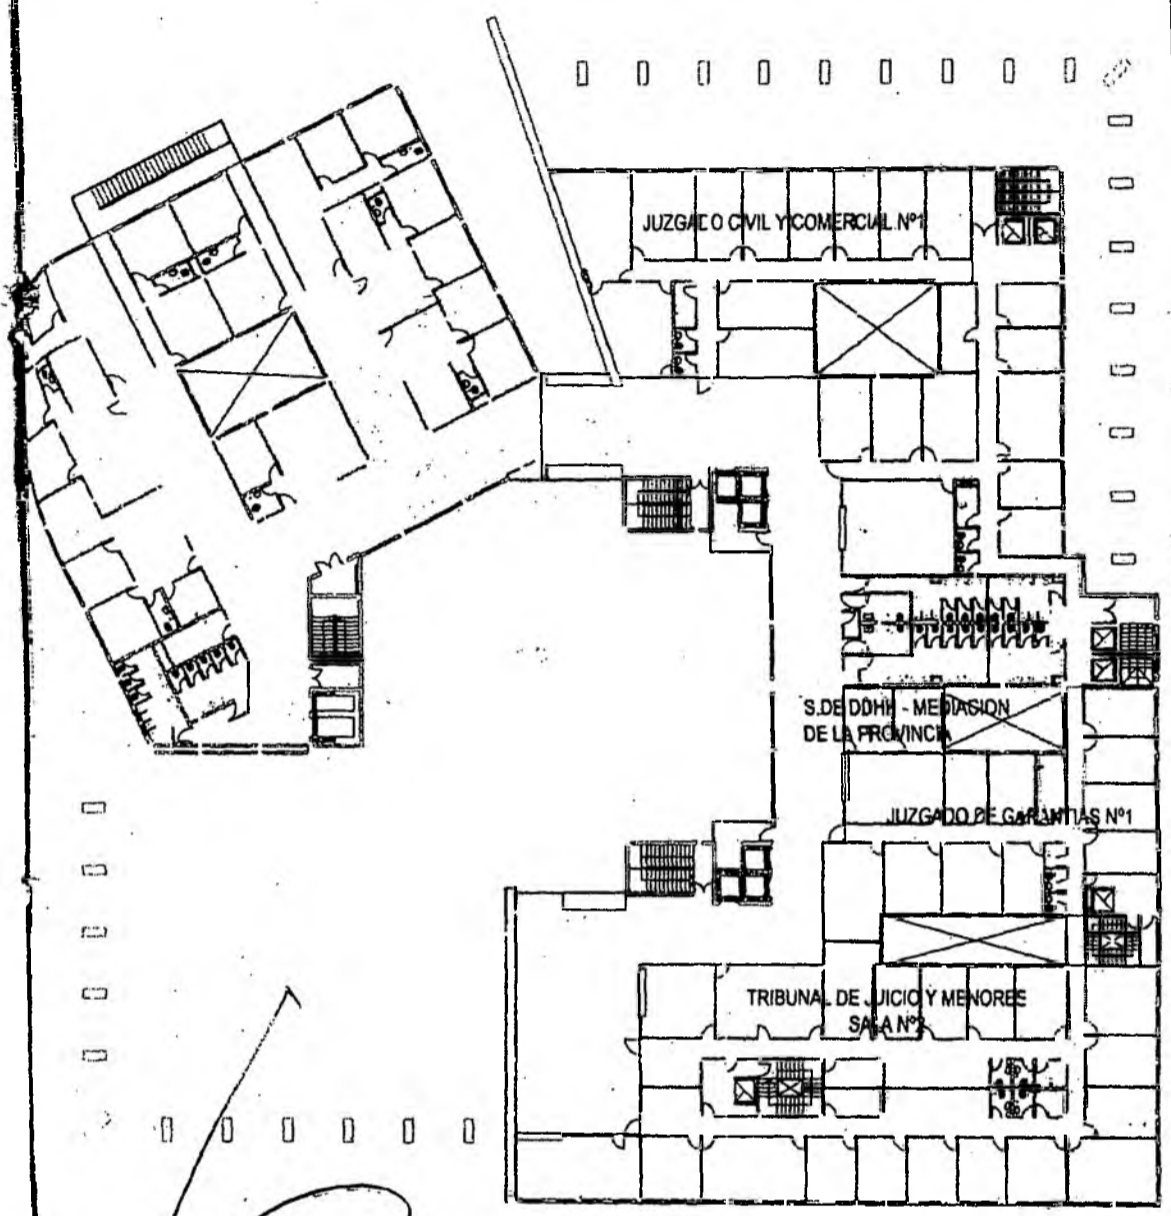 JUZGADO CIVIL Y COMERCIAL Nº1
S.DE DDHH - MEDIACION
DE LA PROVINCIA
JUZGADO DE GARANTIAS Nº1
TRIBUNAL DE JUICIO Y MENORES
SALA Nº2